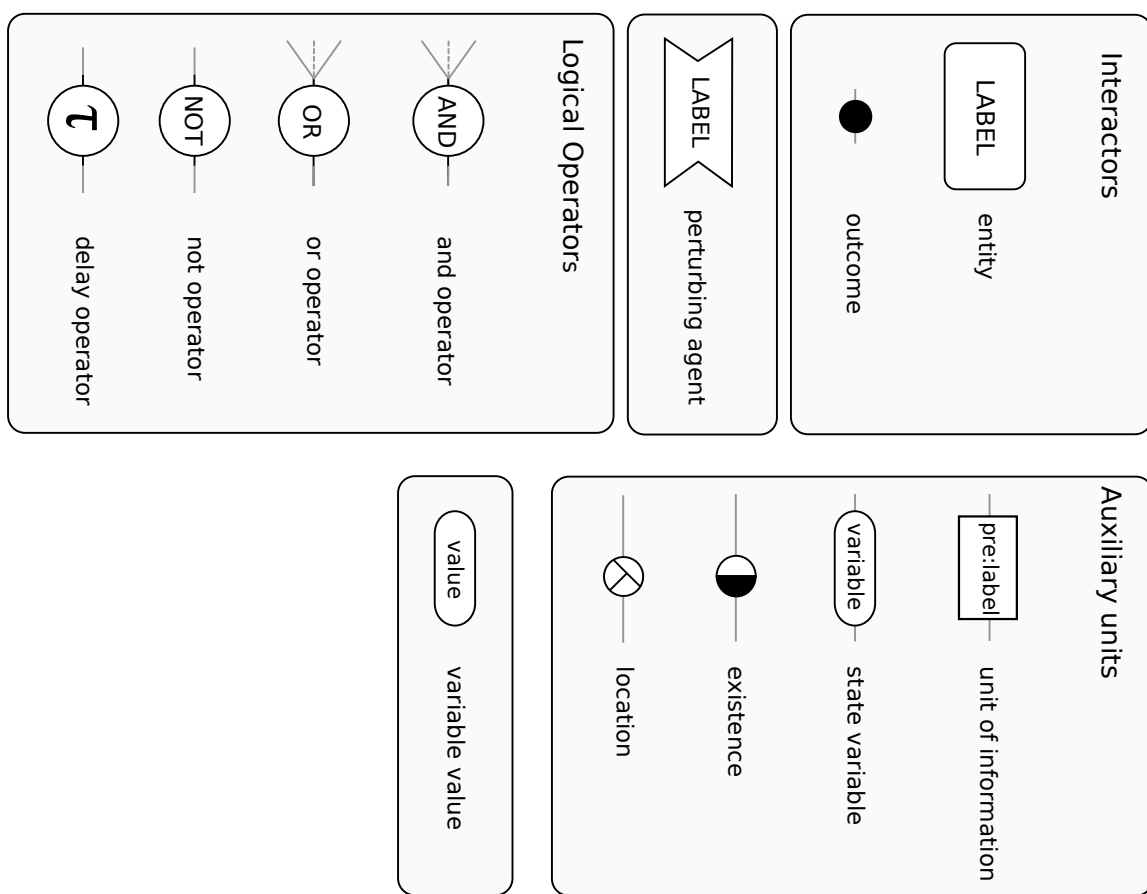 Interactors
LABEL
entity
outcome
LABEL
perturbing agent
Logical Operators
AND
and operator
OR
or operator
NOT
not operator
τ
delay operator
Auxiliary units
pre:label
unit of information
variable
state variable
existence
location
value
variable value